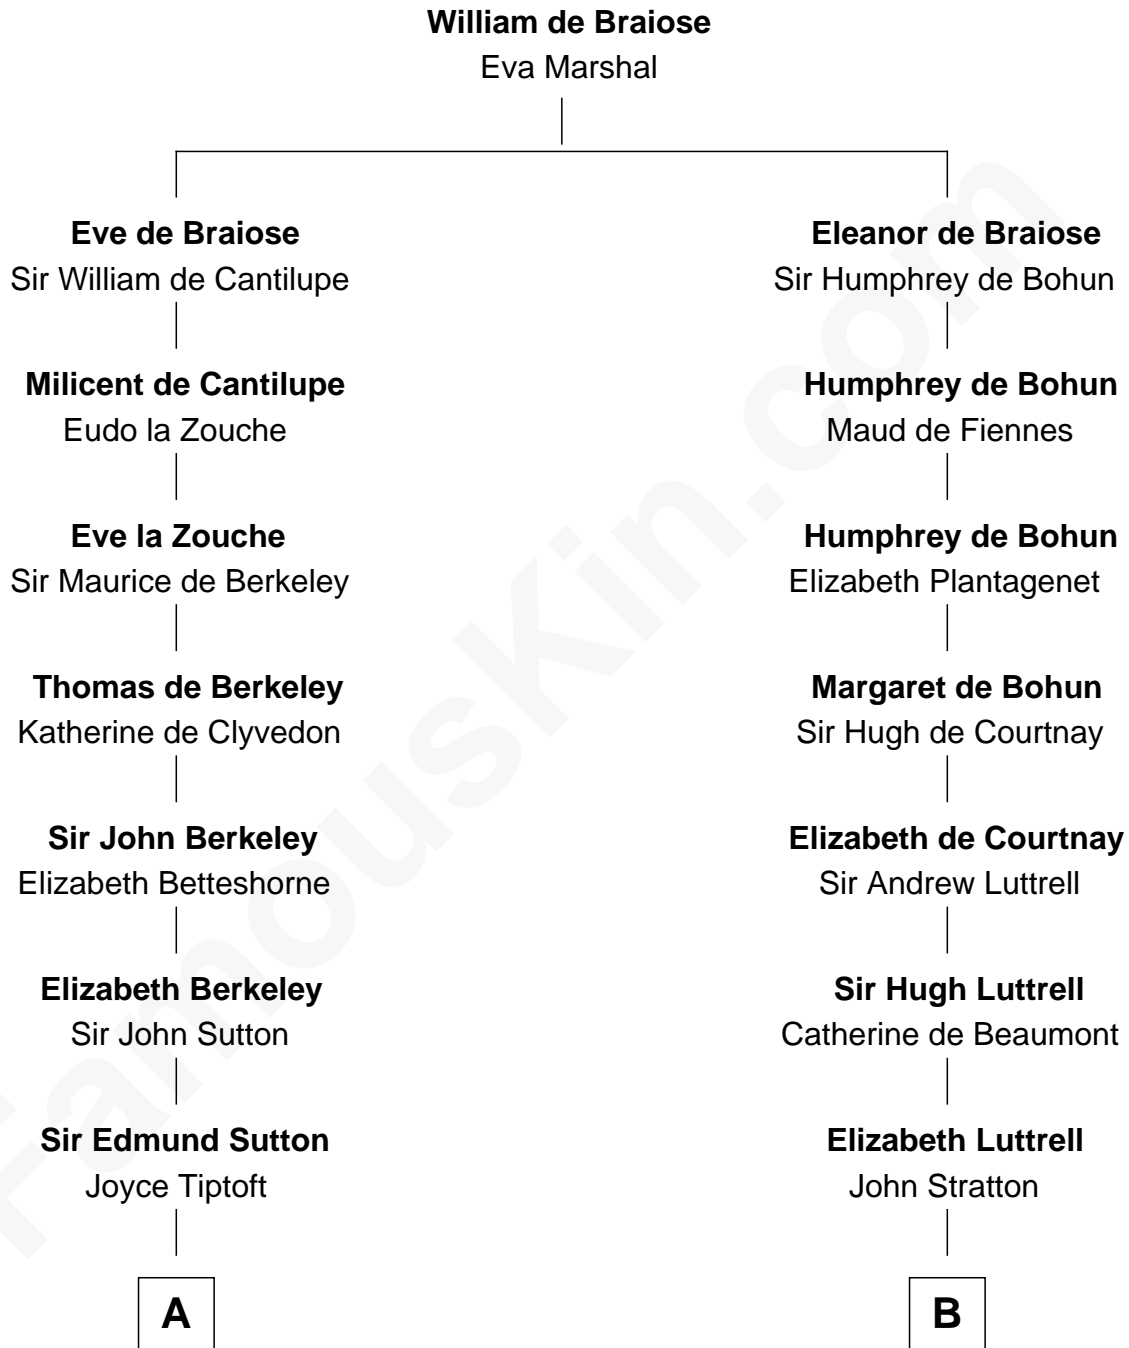 William de Braiose
Eva Marshal
Eve de Braiose
Sir William de Cantilupe
Eleanor de Braiose
Sir Humphrey de Bohun
Milicent de Cantilupe
Eudo la Zouche
Humphrey de Bohun
Maud de Fiennes
Eve la Zouche
Sir Maurice de Berkeley
Humphrey de Bohun
Elizabeth Plantagenet
Thomas de Berkeley
Katherine de Clyvedon
Margaret de Bohun
Sir Hugh de Courtnay
Sir John Berkeley
Elizabeth Betteshorne
Elizabeth de Courtnay
Sir Andrew Luttrell
Elizabeth Berkeley
Sir John Sutton
Sir Hugh Luttrell
Catherine de Beaumont
Sir Edmund Sutton
Joyce Tiptoft
Elizabeth Luttrell
John Stratton
A
B
FamousKin.com